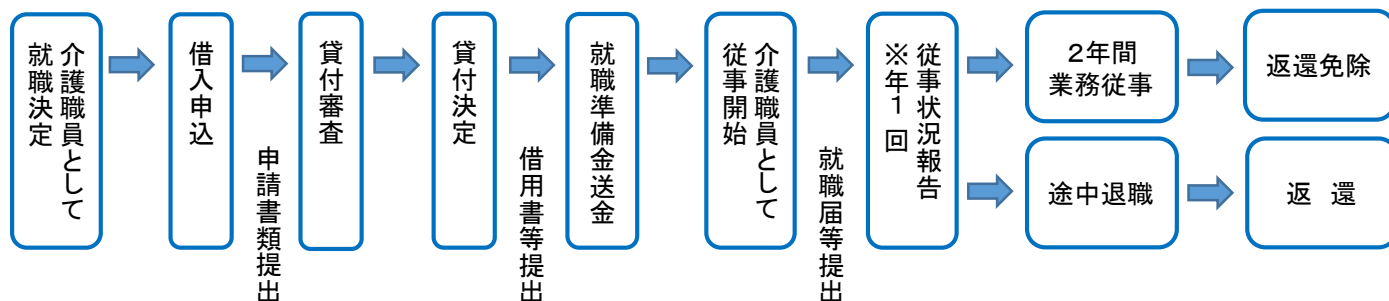 介護職員として
就職決定
借入申込
申請書類提出
貸付審査
貸付決定
借用書等提出
就職準備金送金
介護職員として
従事開始
就職届等提出
従事状況報告
※年1回
2年間
業務従事
返還免除
途中退職
返　還